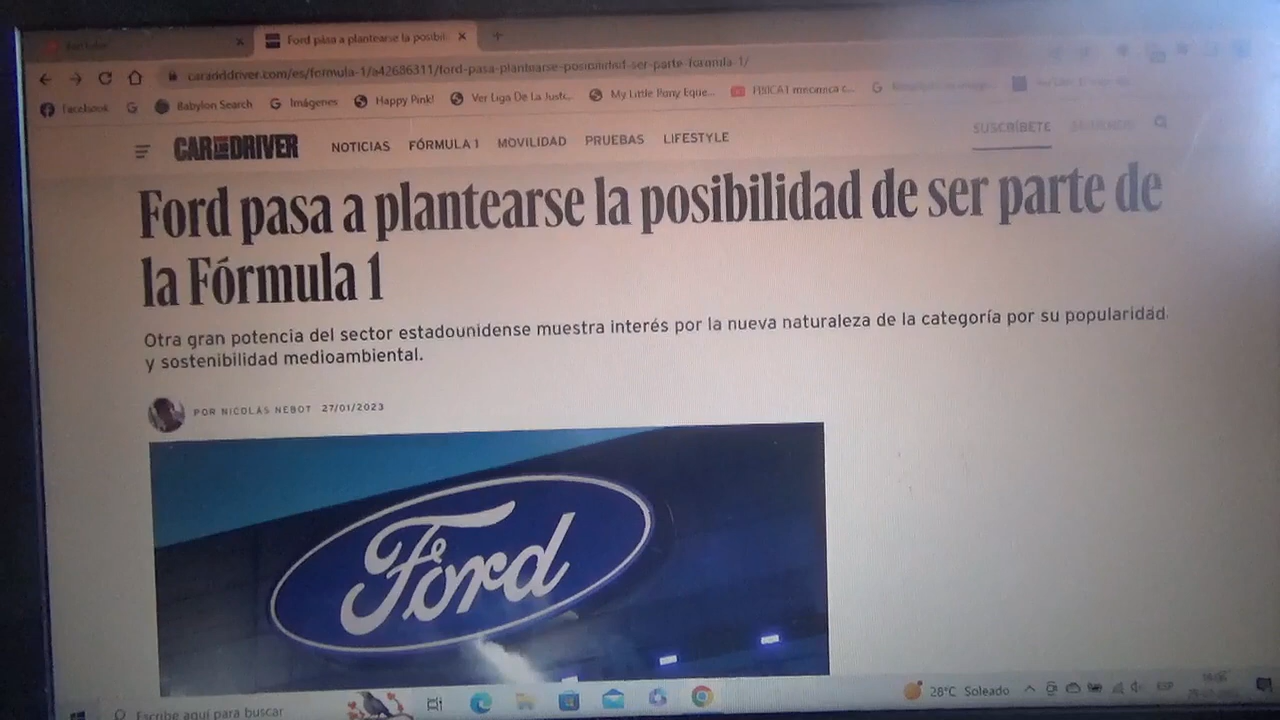 Ford pasa a plantearse la posibil
caranddriver.com/es/formula-1/a42686311/ford-pasa-plantearse-posibilidad-ser-parte-formula-1/
Facebook G Babylon Search Imágenes Happy Pink! Ver Liga De La Justi... My Little Pony Eque... FISICA1 mecanica c...
CAR AND DRIVER NOTICIAS FÓRMULA 1 MOVILIDAD PRUEBAS LIFESTYLE SUSCRÍBETE
Ford pasa a plantearse la posibilidad de ser parte de
la Fórmula 1
Otra gran potencia del sector estadounidense muestra interés por la nueva naturaleza de la categoría por su popularidad
y sostenibilidad medioambiental.
POR NICOLÁS NEBOT 27/01/2023
Ford
Escribe aquí para buscar 28°C Soleado